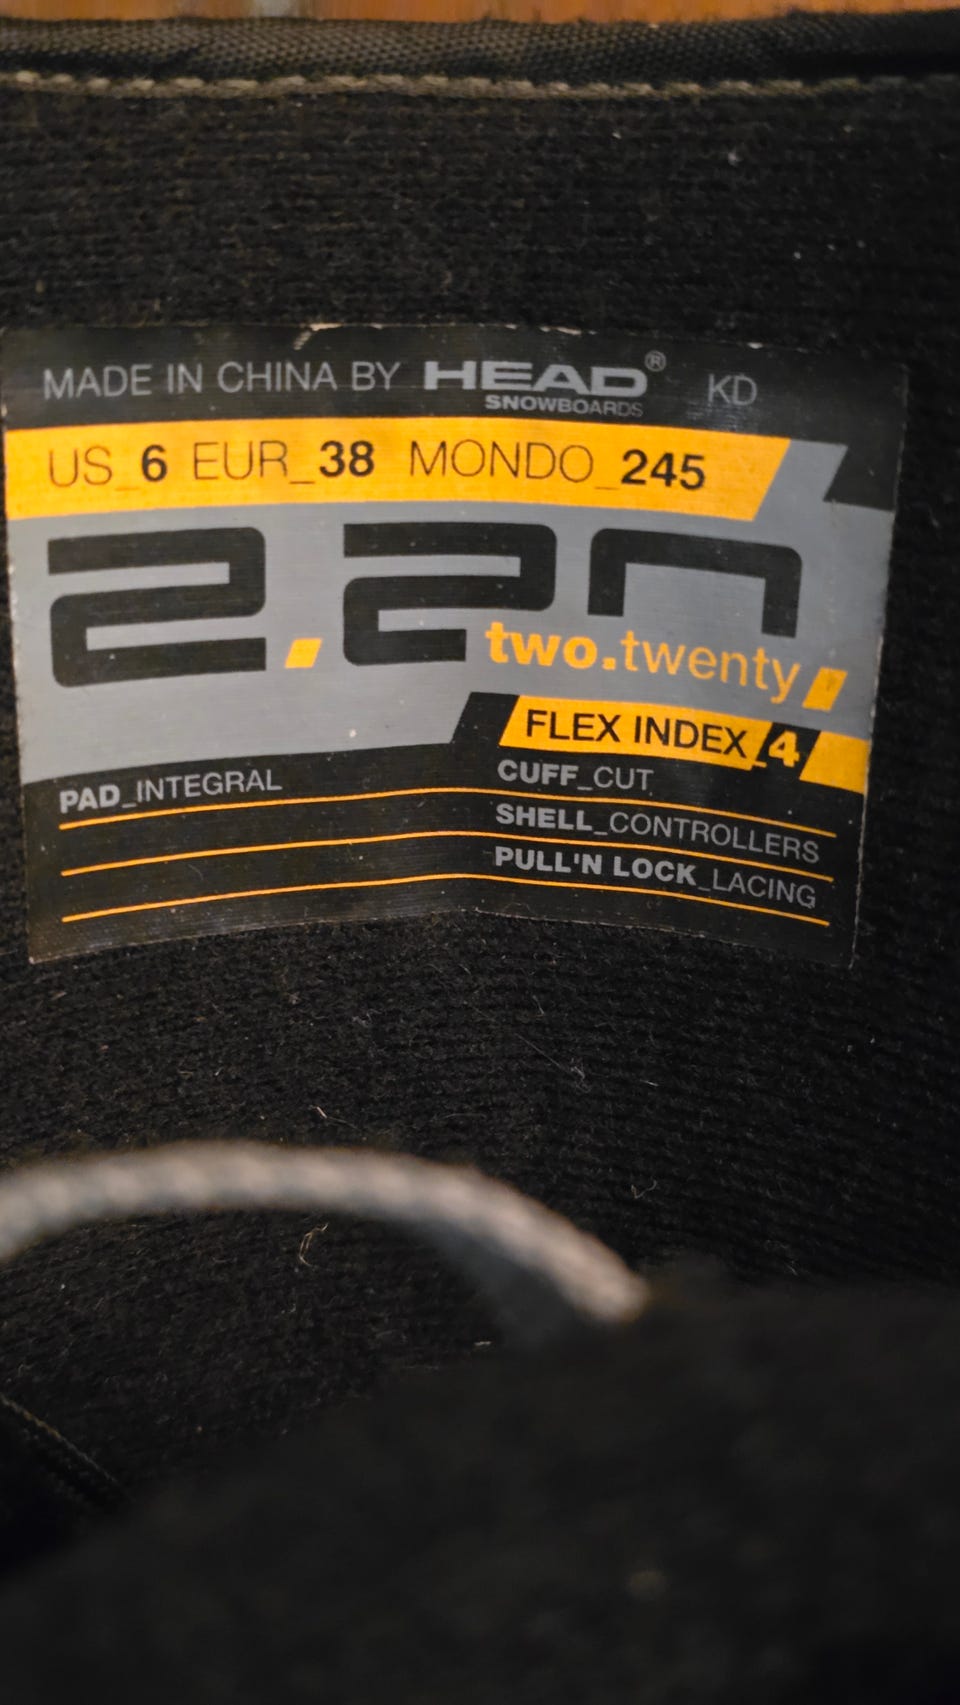 MADE IN CHINA BY HEAD® KD
SNOWBOARDS
US_6 EUR_38 MONDO_245
2.20
two.twenty
FLEX INDEX_4
PAD_INTEGRAL
CUFF_CUT
SHELL_CONTROLLERS
PULL'N LOCK_LACING